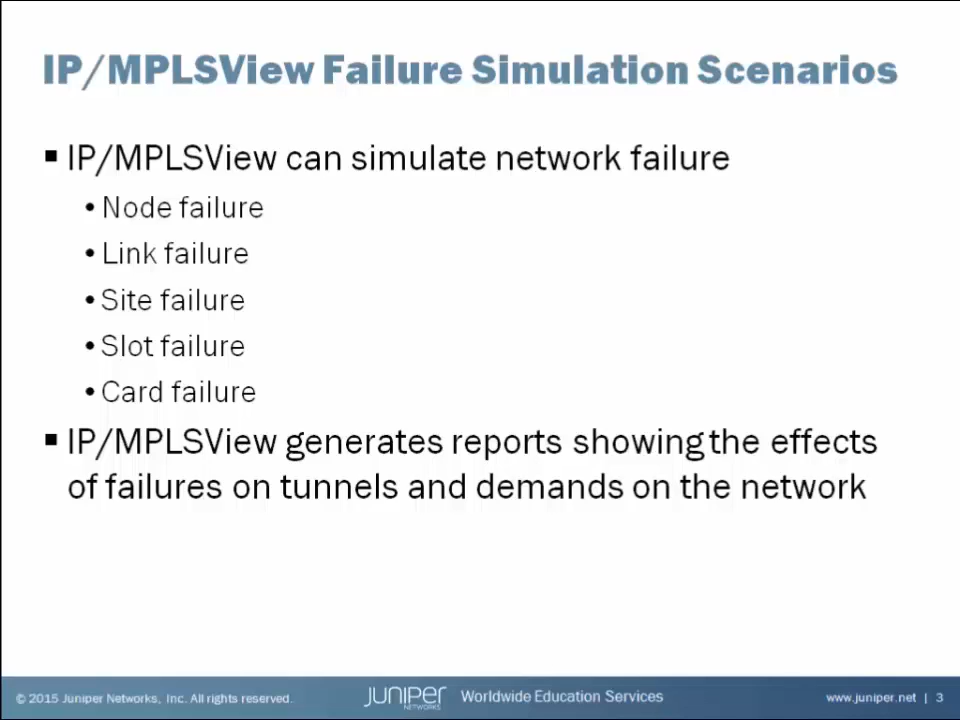 IP/MPLSView Failure Simulation Scenarios
▪ IP/MPLSView can simulate network failure
• Node failure
• Link failure
• Site failure
• Slot failure
• Card failure
▪ IP/MPLSView generates reports showing the effects
of failures on tunnels and demands on the network
© 2015 Juniper Networks, Inc. All rights reserved.
JUNIPER
NETWORKS
Worldwide Education Services
www.juniper.net | 3